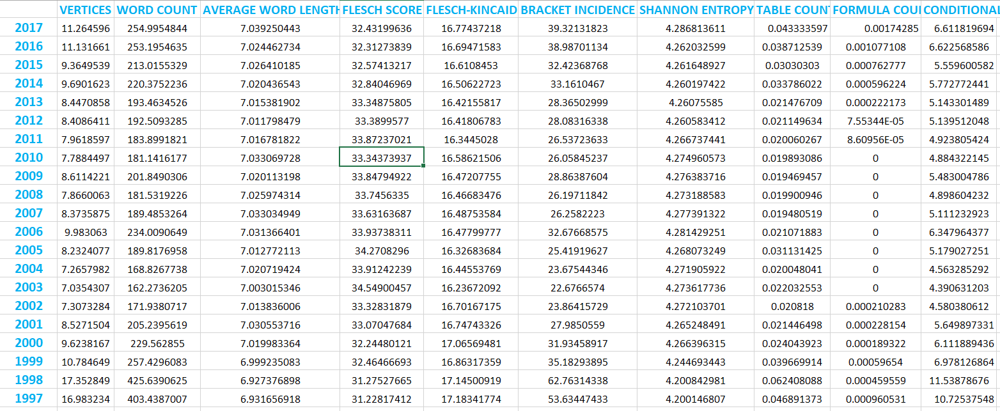 VERTICES WORD COUNT AVERAGE WORD LENGTH FLESCH SCORE FLESCH-KINCAID BRACKET INCIDENCE SHANNON ENTROPY TABLE COUN FORMULA COU CONDITIONAL
2017 11.264596 254.9954844 7.039250443 32.43199636 16.77437218 39.32131823 4.286813611 0.043333597 0.00174285 6.611819694
2016 11.131661 253.1954635 7.024462734 32.31273839 16.69471583 38.98701134 4.262032599 0.038712539 0.001077108 6.622568586
2015 9.3649539 213.0155329 7.026410185 32.57413217 16.6108453 32.42368768 4.261648927 0.03030303 0.000762777 5.559600582
2014 9.6901623 220.3752236 7.020436543 32.84046969 16.50622723 33.1610467 4.260197422 0.033786022 0.000596224 5.772772441
2013 8.4470858 193.4634526 7.015381902 33.34875805 16.42155817 28.36502999 4.26075585 0.021476709 0.000222173 5.143301489
2012 8.4086411 192.5093285 7.011798479 33.3899577 16.41806783 28.08316338 4.260583412 0.021149634 7.55344E-05 5.139512048
2011 7.9618597 183.8991821 7.016781822 33.87237021 16.3445028 26.53723633 4.266737441 0.020060267 8.60956E-05 4.923805424
2010 7.7884497 181.1416177 7.033069728 33.34373937 16.58621506 26.05845237 4.274960573 0.019893086 0 4.884322145
2009 8.6114221 201.8490306 7.020113198 33.84794922 16.47207755 28.86387604 4.276383716 0.019469457 0 5.483004786
2008 7.8660063 181.5319226 7.025974314 33.7456335 16.46683476 26.19711842 4.273188583 0.019900946 0 4.898604232
2007 8.3735875 189.4853264 7.033034949 33.63163687 16.48753584 26.2582223 4.277391322 0.019480519 0 5.111232923
2006 9.983063 234.0090649 7.031366401 33.93738311 16.47799777 32.67668575 4.281429251 0.021071883 0 6.347964377
2005 8.2324077 189.8176958 7.012772113 34.2708296 16.32683684 25.41919627 4.268073249 0.031131425 0 5.179027251
2004 7.2657982 168.8267738 7.020719424 33.91242239 16.44553769 23.67544346 4.271905922 0.020048041 0 4.563285292
2003 7.0354307 162.2736205 7.003015346 34.54900457 16.23672092 22.6766574 4.273617736 0.022032553 0 4.390631203
2002 7.3073284 171.9380717 7.013836006 33.32831879 16.70167175 23.86415729 4.272103701 0.020818 0.000210283 4.580380612
2001 8.5271504 205.2395619 7.030553716 33.07047684 16.74743326 27.9850559 4.265248491 0.021446498 0.000228154 5.649897331
2000 9.6238167 229.562855 7.019983364 32.24480121 17.06569481 31.93458917 4.266396315 0.024043923 0.000189322 6.111889436
1999 10.784649 257.4296083 6.999235083 32.46466693 16.86317359 35.18293895 4.244693443 0.039669914 0.00059654 6.978126864
1998 17.352849 425.6390625 6.927376898 31.27527665 17.14500919 62.76314338 4.200842981 0.062408088 0.000459559 11.53878676
1997 16.983234 403.4387007 6.931656918 31.22817412 17.18341774 53.63447433 4.200146807 0.046891373 0.000960531 10.72537548